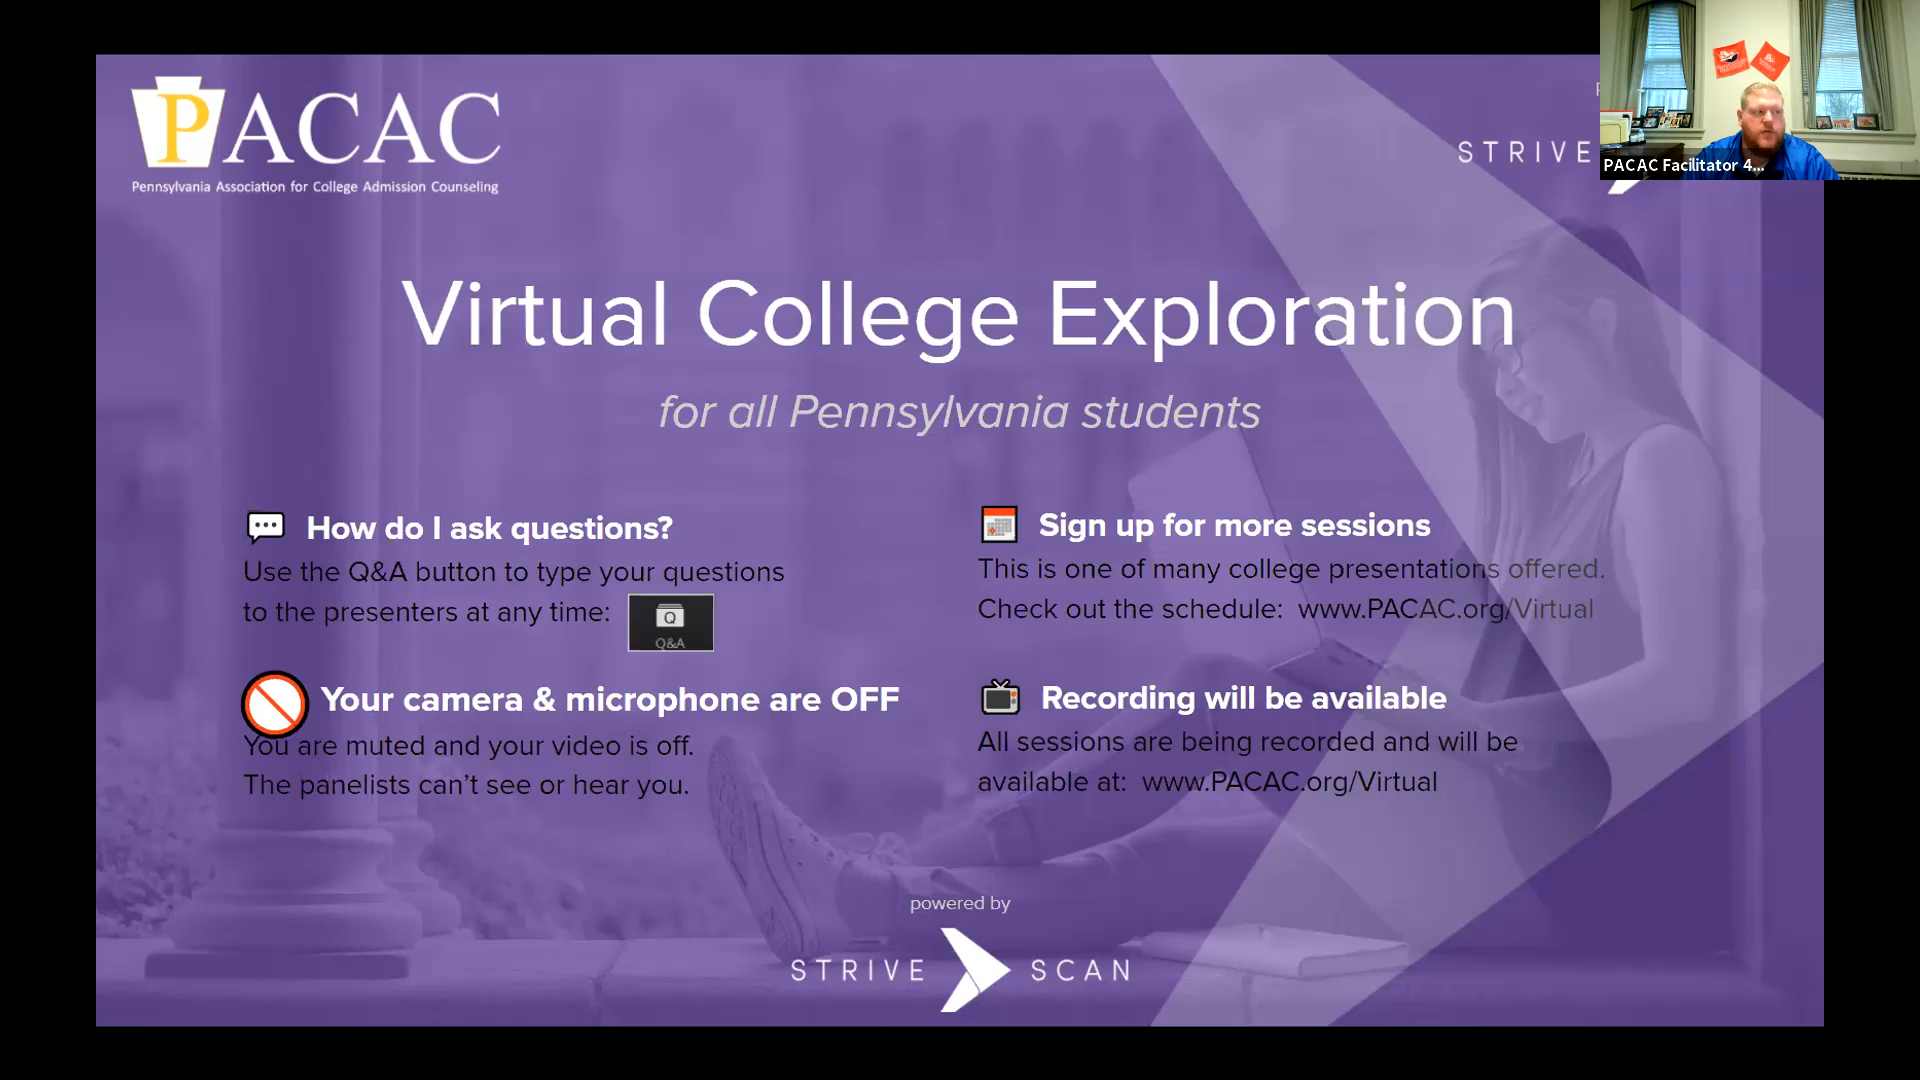 PACAC
Pennsylvania Association for College Admission Counseling
STRIVE
PACAC Facilitator 4...
Virtual College Exploration
for all Pennsylvania students
How do I ask questions?
Use the Q&A button to type your questions
to the presenters at any time:
Q
Q&A
Sign up for more sessions
This is one of many college presentations offered.
Check out the schedule: www.PACAC.org/Virtual
Your camera & microphone are OFF
You are muted and your video is off.
The panelists can’t see or hear you.
Recording will be available
All sessions are being recorded and will be
available at: www.PACAC.org/Virtual
powered by
STRIVE SCAN